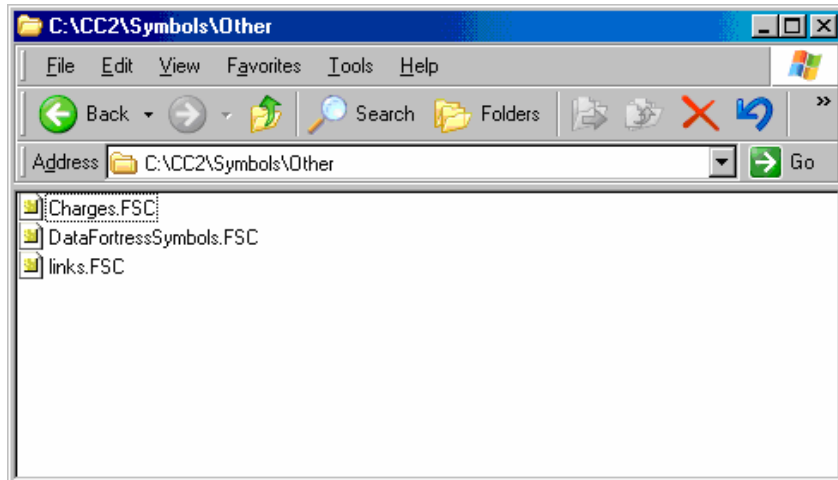 C:\CC2\Symbols\Other
File Edit View Favorites Tools Help
Back Search Folders »
Address C:\CC2\Symbols\Other Go
Charges.FSC
DataFortressSymbols.FSC
links.FSC